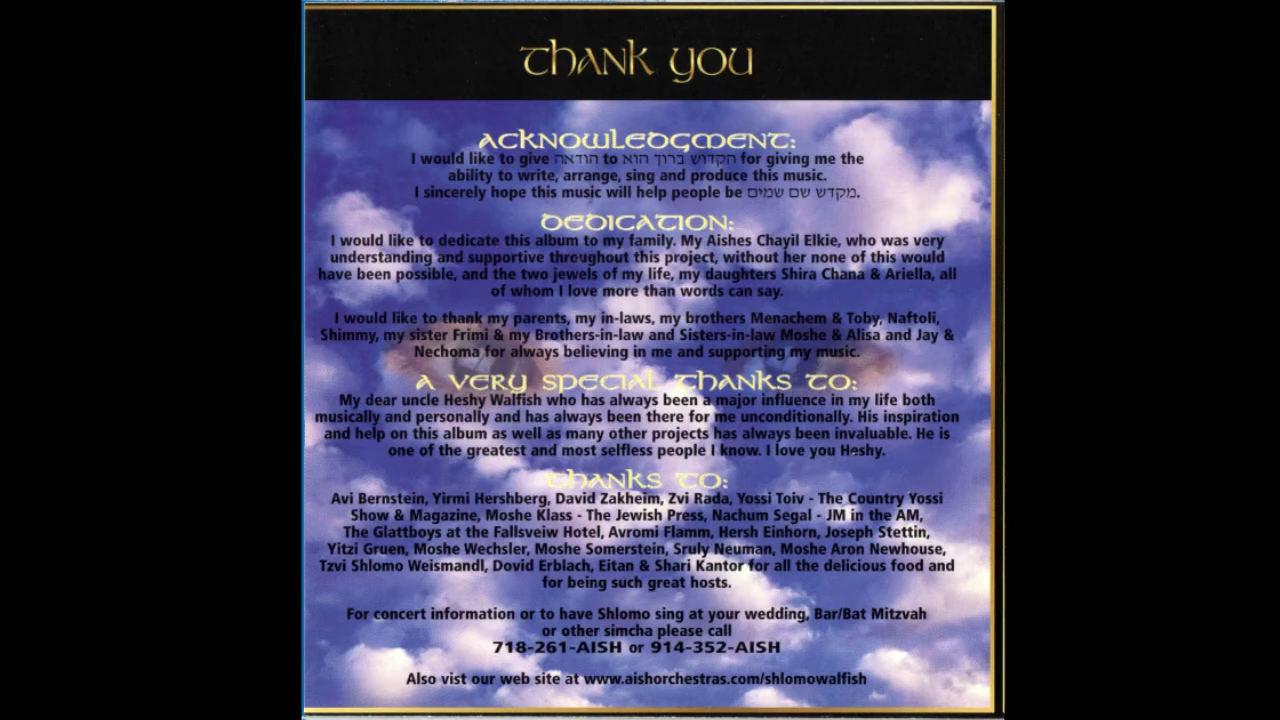 THANK YOU
ACKNOWLEDGMENT:
I would like to give הודאה to הקדוש ברוך הוא for giving me the
ability to write, arrange, sing and produce this music.
I sincerely hope this music will help people be מקדש שם שמים.
DEDICATION:
I would like to dedicate this album to my family. My Aishes Chayil Elkie, who was very
understanding and supportive throughout this project, without her none of this would
have been possible, and the two jewels of my life, my daughters Shira Chana & Ariella, all
of whom I love more than words can say.
I would like to thank my parents, my in-laws, my brothers Menachem & Toby, Naftoli,
Shimmy, my sister Frimi & my Brothers-in-law and Sisters-in-law Moshe & Alisa and Jay &
Nechoma for always believing in me and supporting my music.
A VERY SPECIAL THANKS TO:
My dear uncle Heshy Walfish who has always been a major influence in my life both
musically and personally and has always been there for me unconditionally. His inspiration
and help on this album as well as many other projects has always been invaluable. He is
one of the greatest and most selfless people I know. I love you Heshy.
THANKS TO:
Avi Bernstein, Yirmi Hershberg, David Zakheim, Zvi Rada, Yossi Toiv - The Country Yossi
Show & Magazine, Moshe Klass - The Jewish Press, Nachum Segal - JM in the AM,
The Glattboys at the Fallsveiw Hotel, Avromi Flamm, Hersh Einhorn, Joseph Stettin,
Yitzi Gruen, Moshe Wechsler, Moshe Somerstein, Sruly Neuman, Moshe Aron Newhouse,
Tzvi Shlomo Weismandl, Dovid Erblach, Eitan & Shari Kantor for all the delicious food and
for being such great hosts.
For concert information or to have Shlomo sing at your wedding, Bar/Bat Mitzvah
or other simcha please call
718-261-AISH or 914-352-AISH
Also vist our web site at www.aishorchestras.com/shlomowalfish